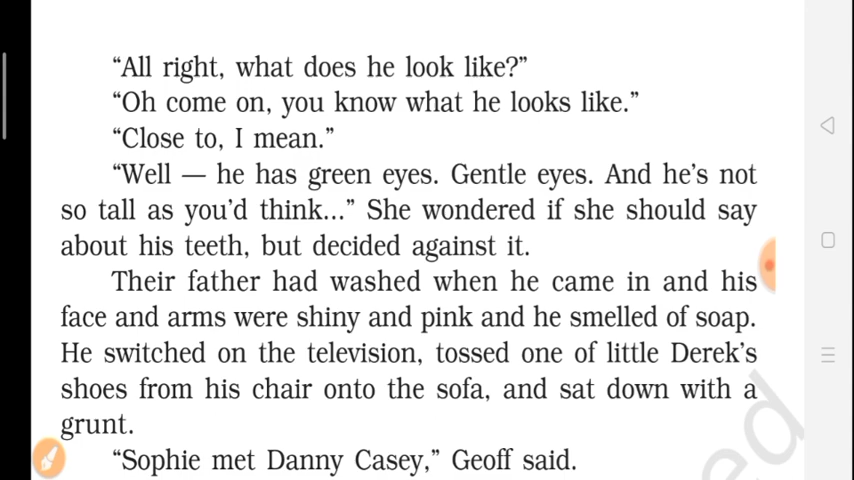 “All right, what does he look like?”
“Oh come on, you know what he looks like.”
“Close to, I mean.”
“Well — he has green eyes. Gentle eyes. And he’s not
so tall as you’d think...” She wondered if she should say
about his teeth, but decided against it.
Their father had washed when he came in and his
face and arms were shiny and pink and he smelled of soap.
He switched on the television, tossed one of little Derek’s
shoes from his chair onto the sofa, and sat down with a
grunt.
“Sophie met Danny Casey,” Geoff said.
ed